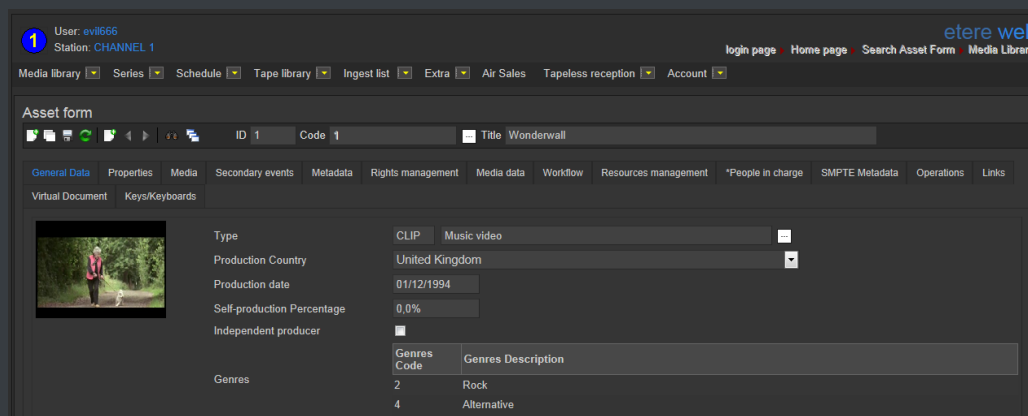 1
User: evil666
Station: CHANNEL 1
etere we
login page Home page Search Asset Form Media Librar
Media library Series Schedule Tape library Ingest list Extra Air Sales Tapeless reception Account
Asset form
ID 1 Code 1 ... Title Wonderwall
General Data Properties Media Secondary events Metadata Rights management Media data Workflow Resources management *People in charge SMPTE Metadata Operations Links
Virtual Document Keys/Keyboards
Type CLIP Music video ...
Production Country United Kingdom
Production date 01/12/1994
Self-production Percentage 0,0%
Independent producer
Genres
Genres Code Genres Description
2 Rock
4 Alternative